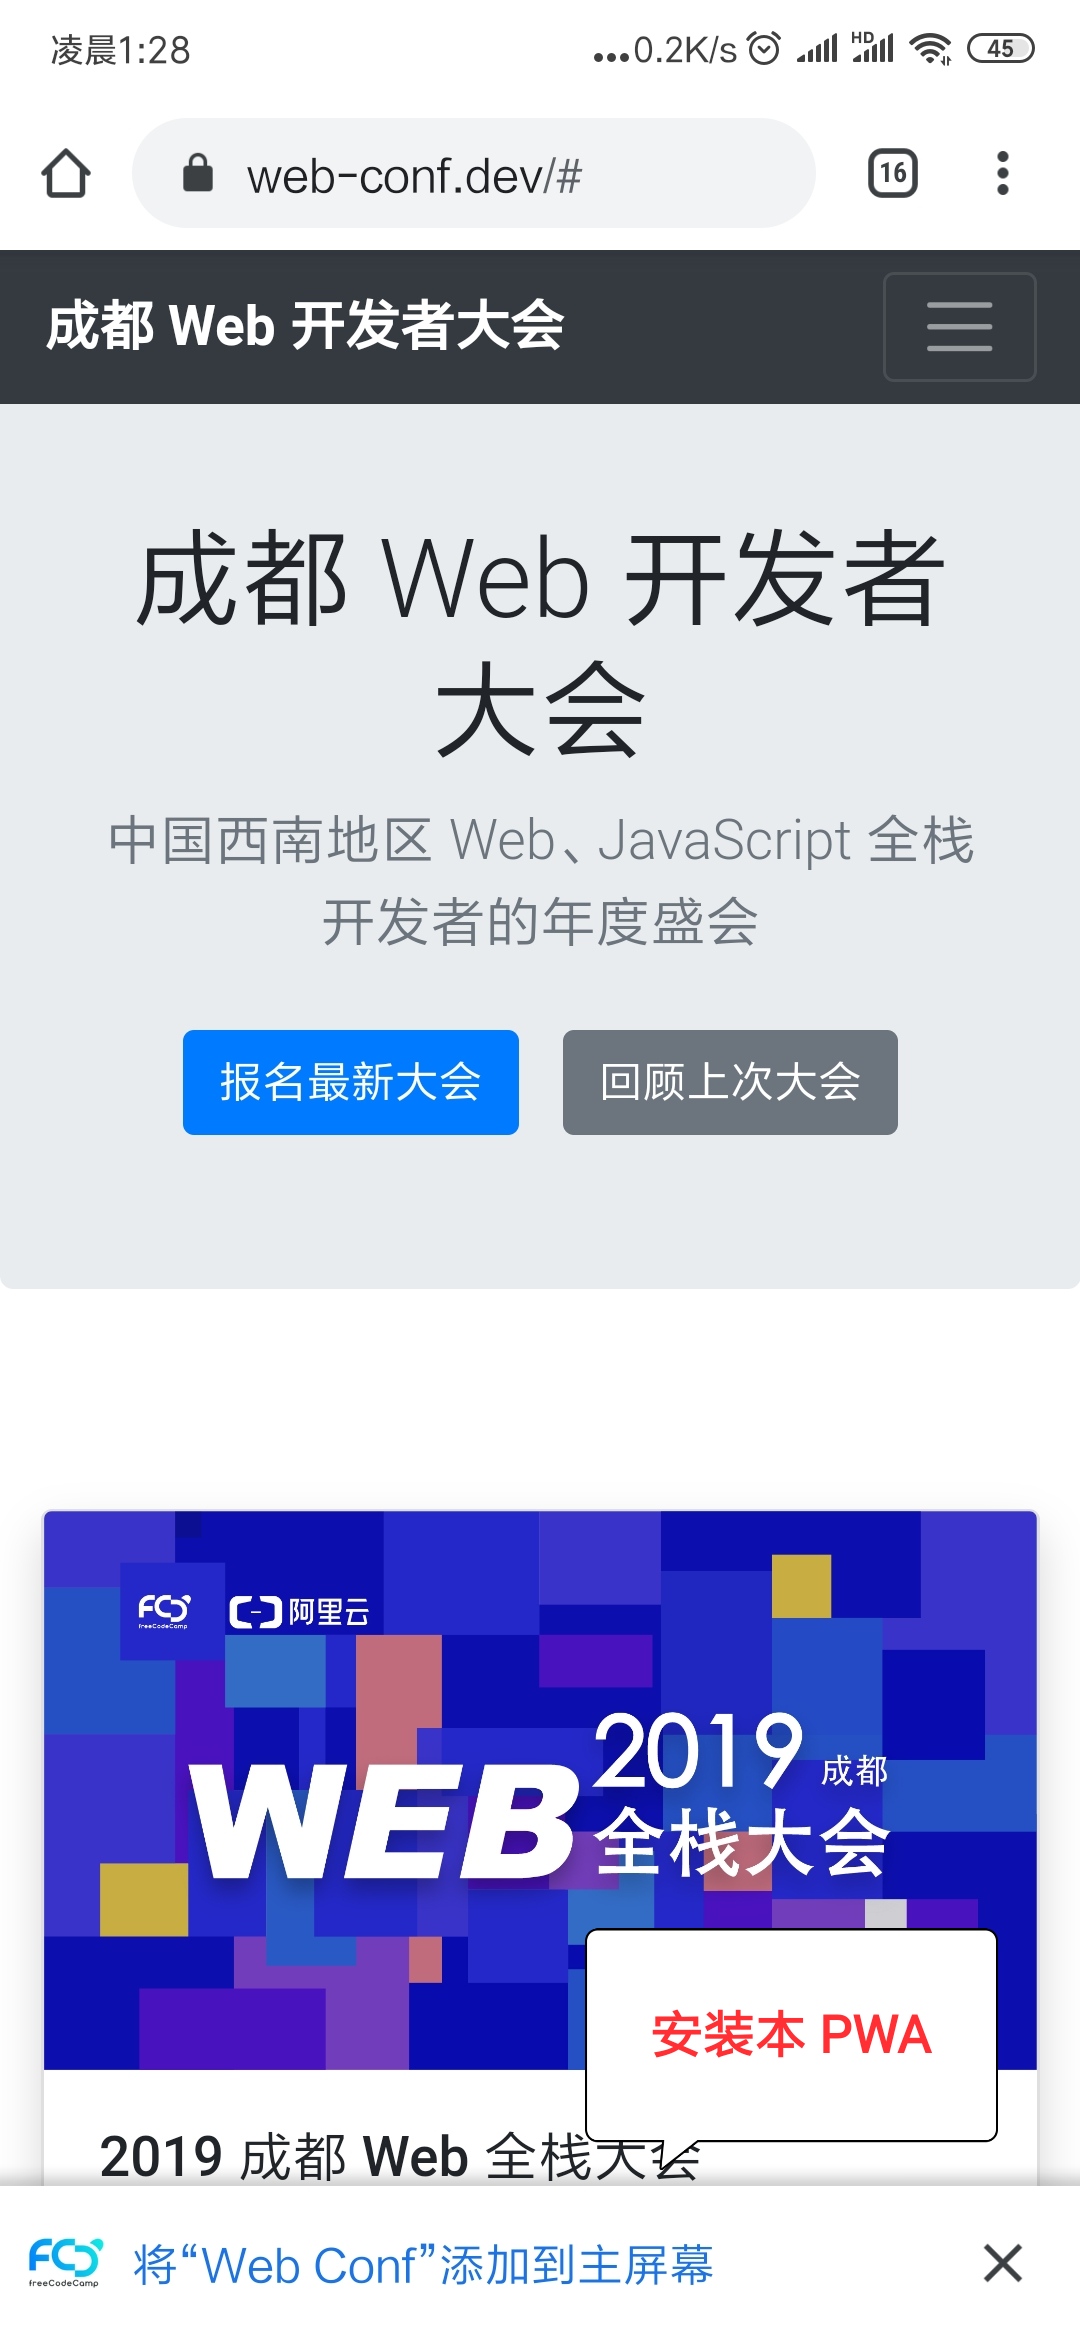 凌晨1:28
...0.2K/s
HD
45
web-conf.dev/#
16
成都 Web 开发者大会
成都 Web 开发者
大会
中国西南地区 Web、JavaScript 全栈
开发者的年度盛会
报名最新大会
回顾上次大会
freeCodeCamp
阿里云
WEB
2019 成都
全栈大会
安装本 PWA
2019 成都 Web 全栈大会
freeCodeCamp
将“Web Conf”添加到主屏幕